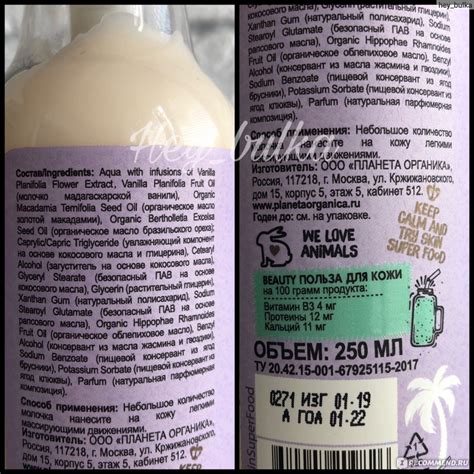 hey_bulka
Hey_bulka
Состав/Ingredients: Aqua with infusions of Vanilla
Planifolia Flower Extract, Vanilla Planifolia Fruit Oil
(молочко мадагаскарской ванили), Organic
Macadamia Ternifolia Seed Oil (органическое масло
золотой макадамии), Organic Bertholletia Excelsa
Seed Oil (органическое масло бразильского ореха),
Caprylic/Capric Triglyceride (увлажняющий компонент
на основе кокосового масла и глицерина), Cetearyl
Alcohol (загуститель на основе кокосового масла),
Glyceryl Stearate (безопасный ПАВ на основе
кокосового масла), Glycerin (растительный глицерин),
Xanthan Gum (натуральный полисахарид), Sodium
Stearoyl Glutamate (безопасный ПАВ на основе
рапсового масла), Organic Hippophae Rhamnoides
Fruit Oil (органическое облепиховое масло), Benzyl
Alcohol (консервант из масла жасмина и гвоздики),
Sodium Benzoate (пищевой консервант из ягод
брусники), Potassium Sorbate (пищевой консервант из
ягод клюквы), Parfum (натуральная парфюмерная
композиция).
Способ применения: Небольшое количество
молочка нанесите на кожу легкими
массирующими движениями.
Изготовитель: ООО «ПЛАНЕТА ОРГАНИКА»,
Россия, 117218, г. Москва, ул. Кржижановского,
дом 15, корпус 5, этаж 5, кабинет 512.
кокосового масла), Glycerin (растительный глицерин),
Xanthan Gum (натуральный полисахарид), Sodium
Stearoyl Glutamate (безопасный ПАВ на основе
рапсового масла), Organic Hippophae Rhamnoides
Fruit Oil (органическое облепиховое масло), Benzyl
Alcohol (консервант из масла жасмина и гвоздики),
Sodium Benzoate (пищевой консервант из ягод
брусники), Potassium Sorbate (пищевой консервант из
ягод клюквы), Parfum (натуральная парфюмерная
композиция).
Способ применения: Небольшое количество
нанесите на кожу легкими
движениями.
Изготовитель: ООО «ПЛАНЕТА ОРГАНИКА»,
Россия, 117218, г. Москва, ул. Кржижановского,
дом 15, корпус 5, этаж 5, кабинет 512.
www.planetaorganica.ru
Годен до: см. на упаковке.
WE LOVE
ANIMALS
KEEP
CALM AND
TRY SKIN
SUPER FOOD
BEAUTY ПОЛЬЗА ДЛЯ КОЖИ
на 100 грамм продукта:
Витамин B3 4 мг
Протеины 12 мг
Кальций 11 мг
ОБЪЕМ: 250 МЛ
ТУ 20.42.15-001-67925115-2017
0271 ИЗГ 01-19
А ГОД 01-22
nSuperFood